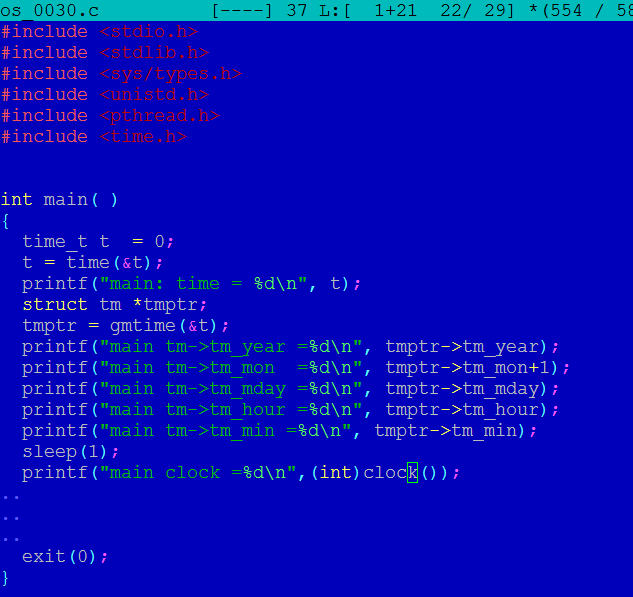 os_0030.c [----] 37 L:[ 1+21 22/ 29] *(554 / 58
#include <stdio.h>
#include <stdlib.h>
#include <sys/types.h>
#include <unistd.h>
#include <pthread.h>
#include <time.h>
int main( )
{
time_t t = 0;
t = time(&t);
printf("main: time = %d\n", t);
struct tm *tmptr;
tmptr = gmtime(&t);
printf("main tm->tm_year =%d\n", tmptr->tm_year);
printf("main tm->tm_mon =%d\n", tmptr->tm_mon+1);
printf("main tm->tm_mday =%d\n", tmptr->tm_mday);
printf("main tm->tm_hour =%d\n", tmptr->tm_hour);
printf("main tm->tm_min =%d\n", tmptr->tm_min);
sleep(1);
printf("main clock =%d\n",(int)clock());
..
..
..
exit(0);
}